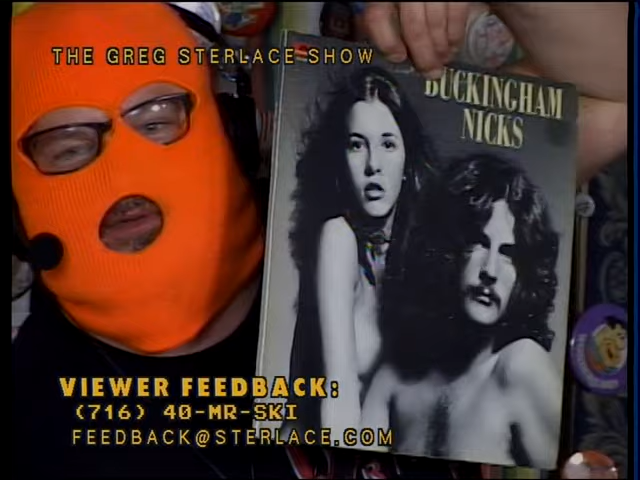 THE GREG STERLACE SHOW
BUCKINGHAM
NICKS
VIEWER FEEDBACK:
(716) 40-MR-SKI
FEEDBACK@STERLACE.COM